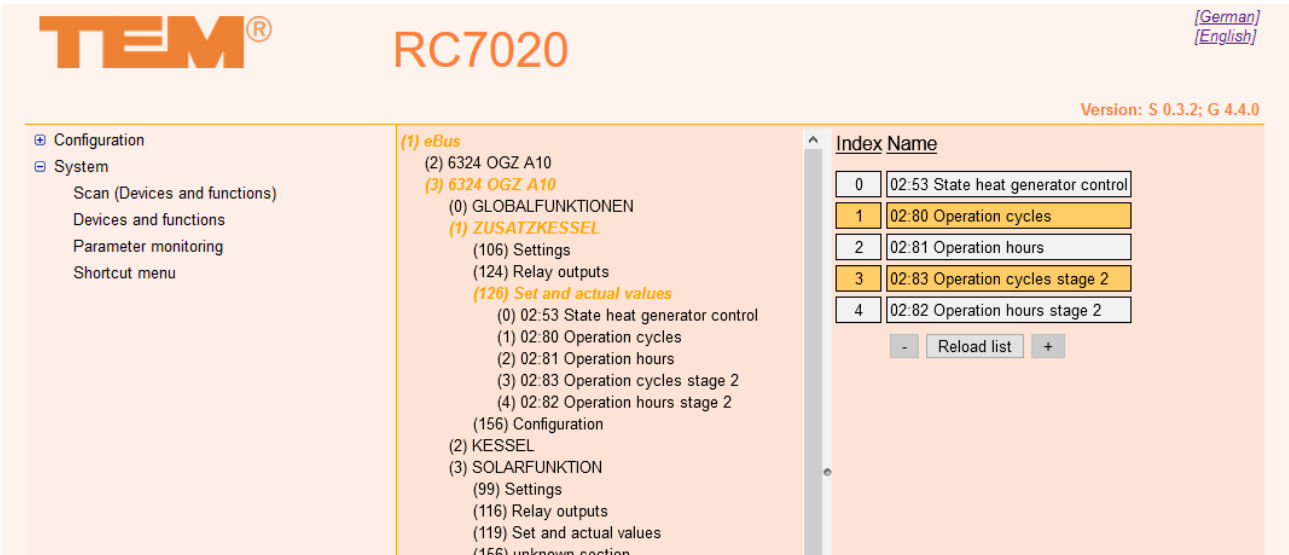 TEM®
RC7020
[German]
[English]
Version: S 0.3.2; G 4.4.0
Configuration
System
Scan (Devices and functions)
Devices and functions
Parameter monitoring
Shortcut menu
(1) eBus
(2) 6324 OGZ A10
(3) 6324 OGZ A10
(0) GLOBALFUNKTIONEN
(1) ZUSATZKESSEL
(106) Settings
(124) Relay outputs
(126) Set and actual values
(0) 02:53 State heat generator control
(1) 02:80 Operation cycles
(2) 02:81 Operation hours
(3) 02:83 Operation cycles stage 2
(4) 02:82 Operation hours stage 2
(156) Configuration
(2) KESSEL
(3) SOLARFUNKTION
(99) Settings
(116) Relay outputs
(119) Set and actual values
(156) unknown section
Index Name
0 02:53 State heat generator control
1 02:80 Operation cycles
2 02:81 Operation hours
3 02:83 Operation cycles stage 2
4 02:82 Operation hours stage 2
- Reload list +